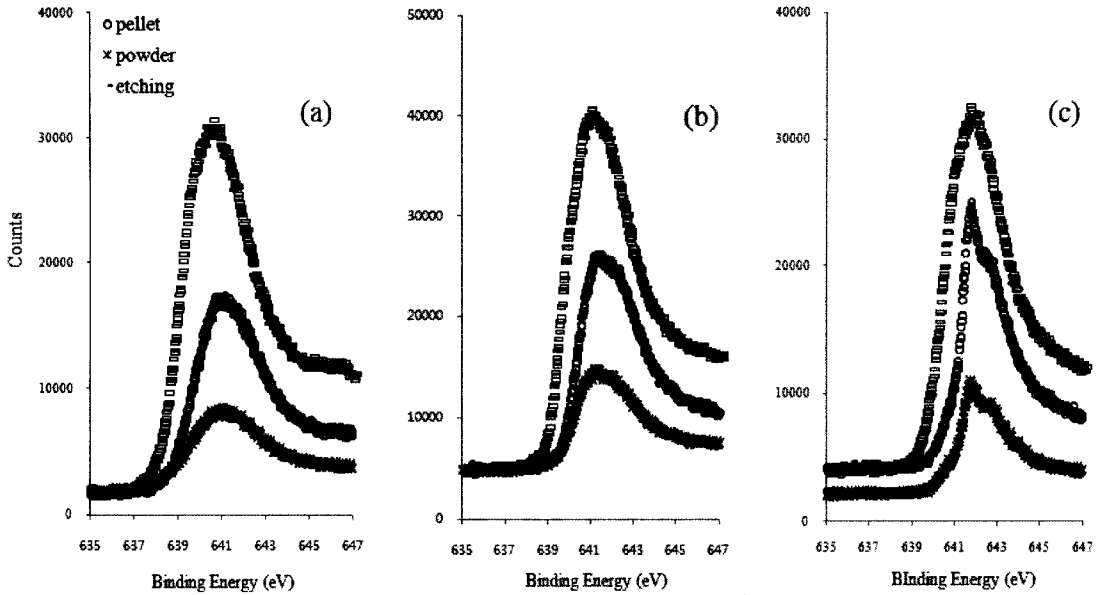 40000
30000
20000
10000
0
Counts
○ pellet
✳ powder
- etching
(a)
635 637 639 641 643 645 647
Binding Energy (eV)
50000
40000
30000
20000
10000
0
(b)
635 637 639 641 643 645 647
Binding Energy (eV)
40000
30000
20000
10000
0
(c)
635 637 639 641 643 645 647
BInding Energy (eV)